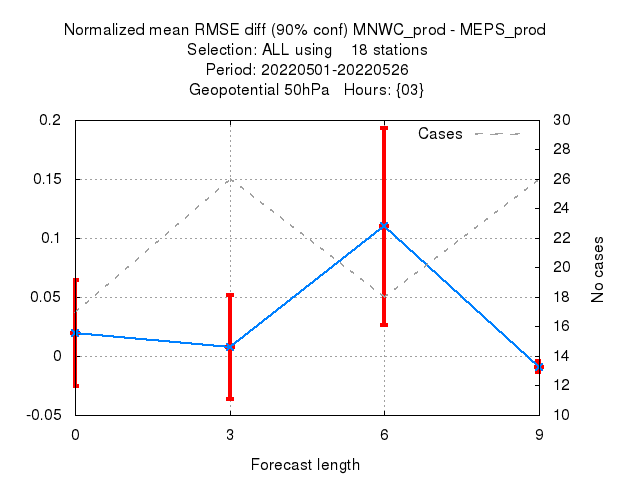 Normalized mean RMSE diff (90% conf) MNWC_prod - MEPS_prod
Selection: ALL using    18 stations
Period: 20220501-20220526
Geopotential 50hPa   Hours: {03}
Cases
0.2
0.15
0.1
0.05
0
-0.05
30
28
26
24
22
20
18
16
14
12
10
No cases
0 3 6 9
Forecast length